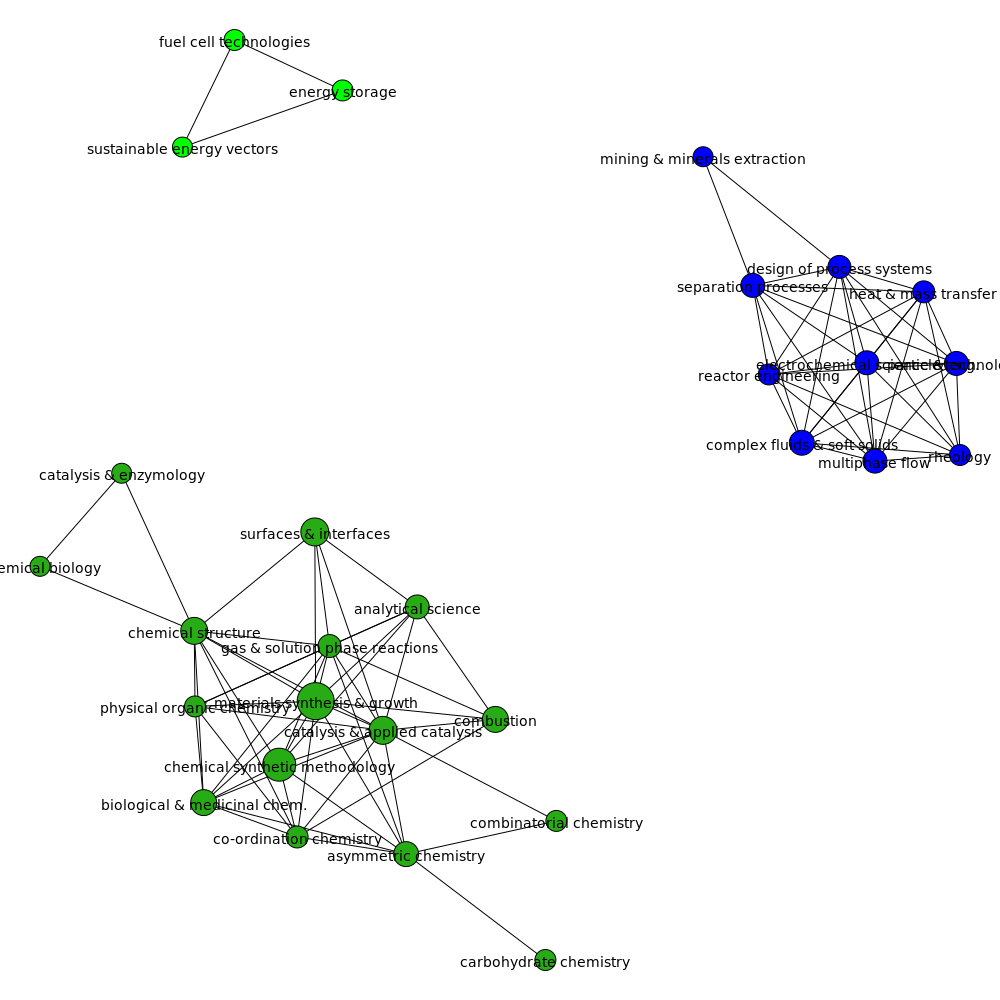 fuel cell technologies
energy storage
sustainable energy vectors
mining & minerals extraction
design of process systems
separation processes
heat & mass transfer
electrochemical science & eng.
particle technolo
reactor engineering
complex fluids & soft solids
rheology
multiphase flow
catalysis & enzymology
surfaces & interfaces
emical biology
analytical science
chemical structure
gas & solution phase reactions
materials synthesis & growth
physical organic chemistry
combustion
catalysis & applied catalysis
chemical synthetic methodology
biological & medicinal chem.
combinatorial chemistry
co-ordination chemistry
asymmetric chemistry
carbohydrate chemistry